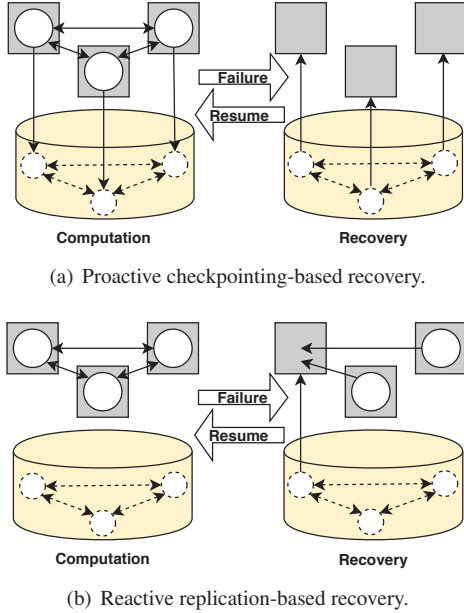 Failure
Resume
Computation
Recovery
(a) Proactive checkpointing-based recovery.
Failure
Resume
Computation
Recovery
(b) Reactive replication-based recovery.